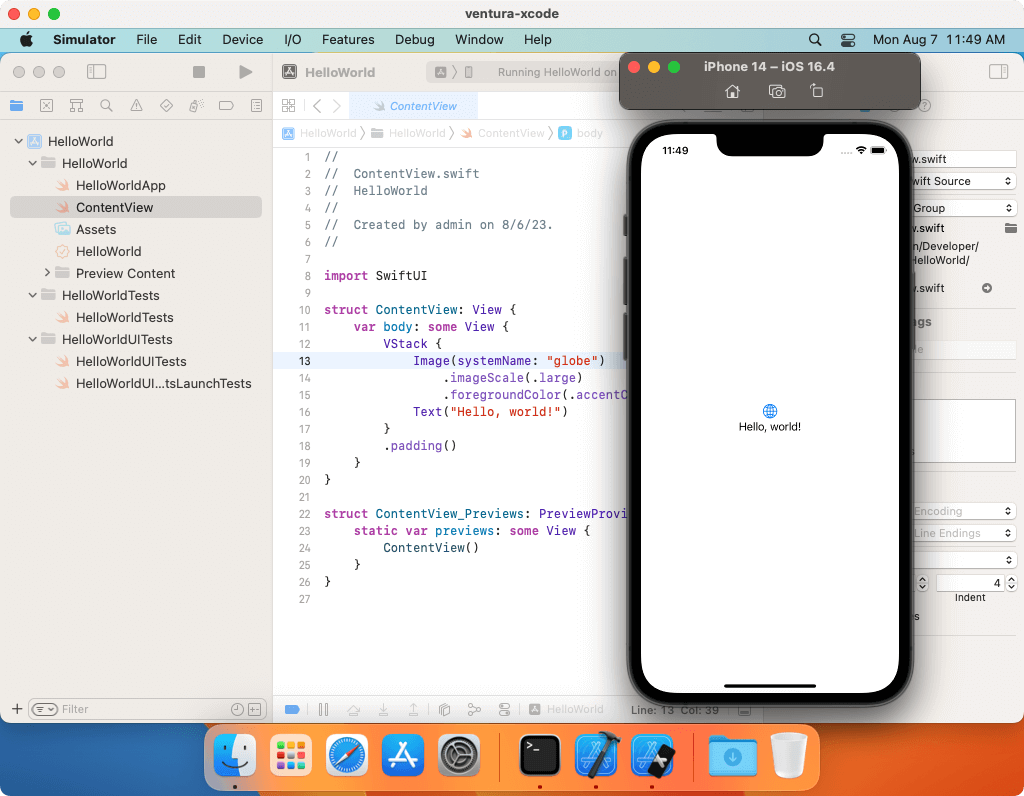 ventura-xcode
Simulator File Edit Device I/O Features Debug Window Help Mon Aug 7 11:49 AM
HelloWorld Running HelloWorld on
iPhone 14 – iOS 16.4
ContentView
HelloWorld HelloWorld ContentView body
HelloWorld
HelloWorld
HelloWorldApp
ContentView
Assets
HelloWorld
Preview Content
HelloWorldTests
HelloWorldTests
HelloWorldUITests
HelloWorldUITests
HelloWorldUI...tsLaunchTests
Filter
1 //
2 //  ContentView.swift
3 //  HelloWorld
4 //
5 //  Created by admin on 8/6/23.
6 //
7
8 import SwiftUI
9
10 struct ContentView: View {
11     var body: some View {
12         VStack {
13             Image(systemName: "globe")
14                 .imageScale(.large)
15                 .foregroundColor(.accentC
16             Text("Hello, world!")
17         }
18         .padding()
19     }
20 }
21
22 struct ContentView_Previews: PreviewProvi
23     static var previews: some View {
24         ContentView()
25     }
26 }
27
HelloWorld
Line: 13 Col: 39
11:49
Hello, world!
w.swift
wift Source
Group
w.swift
n/Developer/
HelloWorld/
w.swift
ngs
Encoding
Line Endings
4
Indent